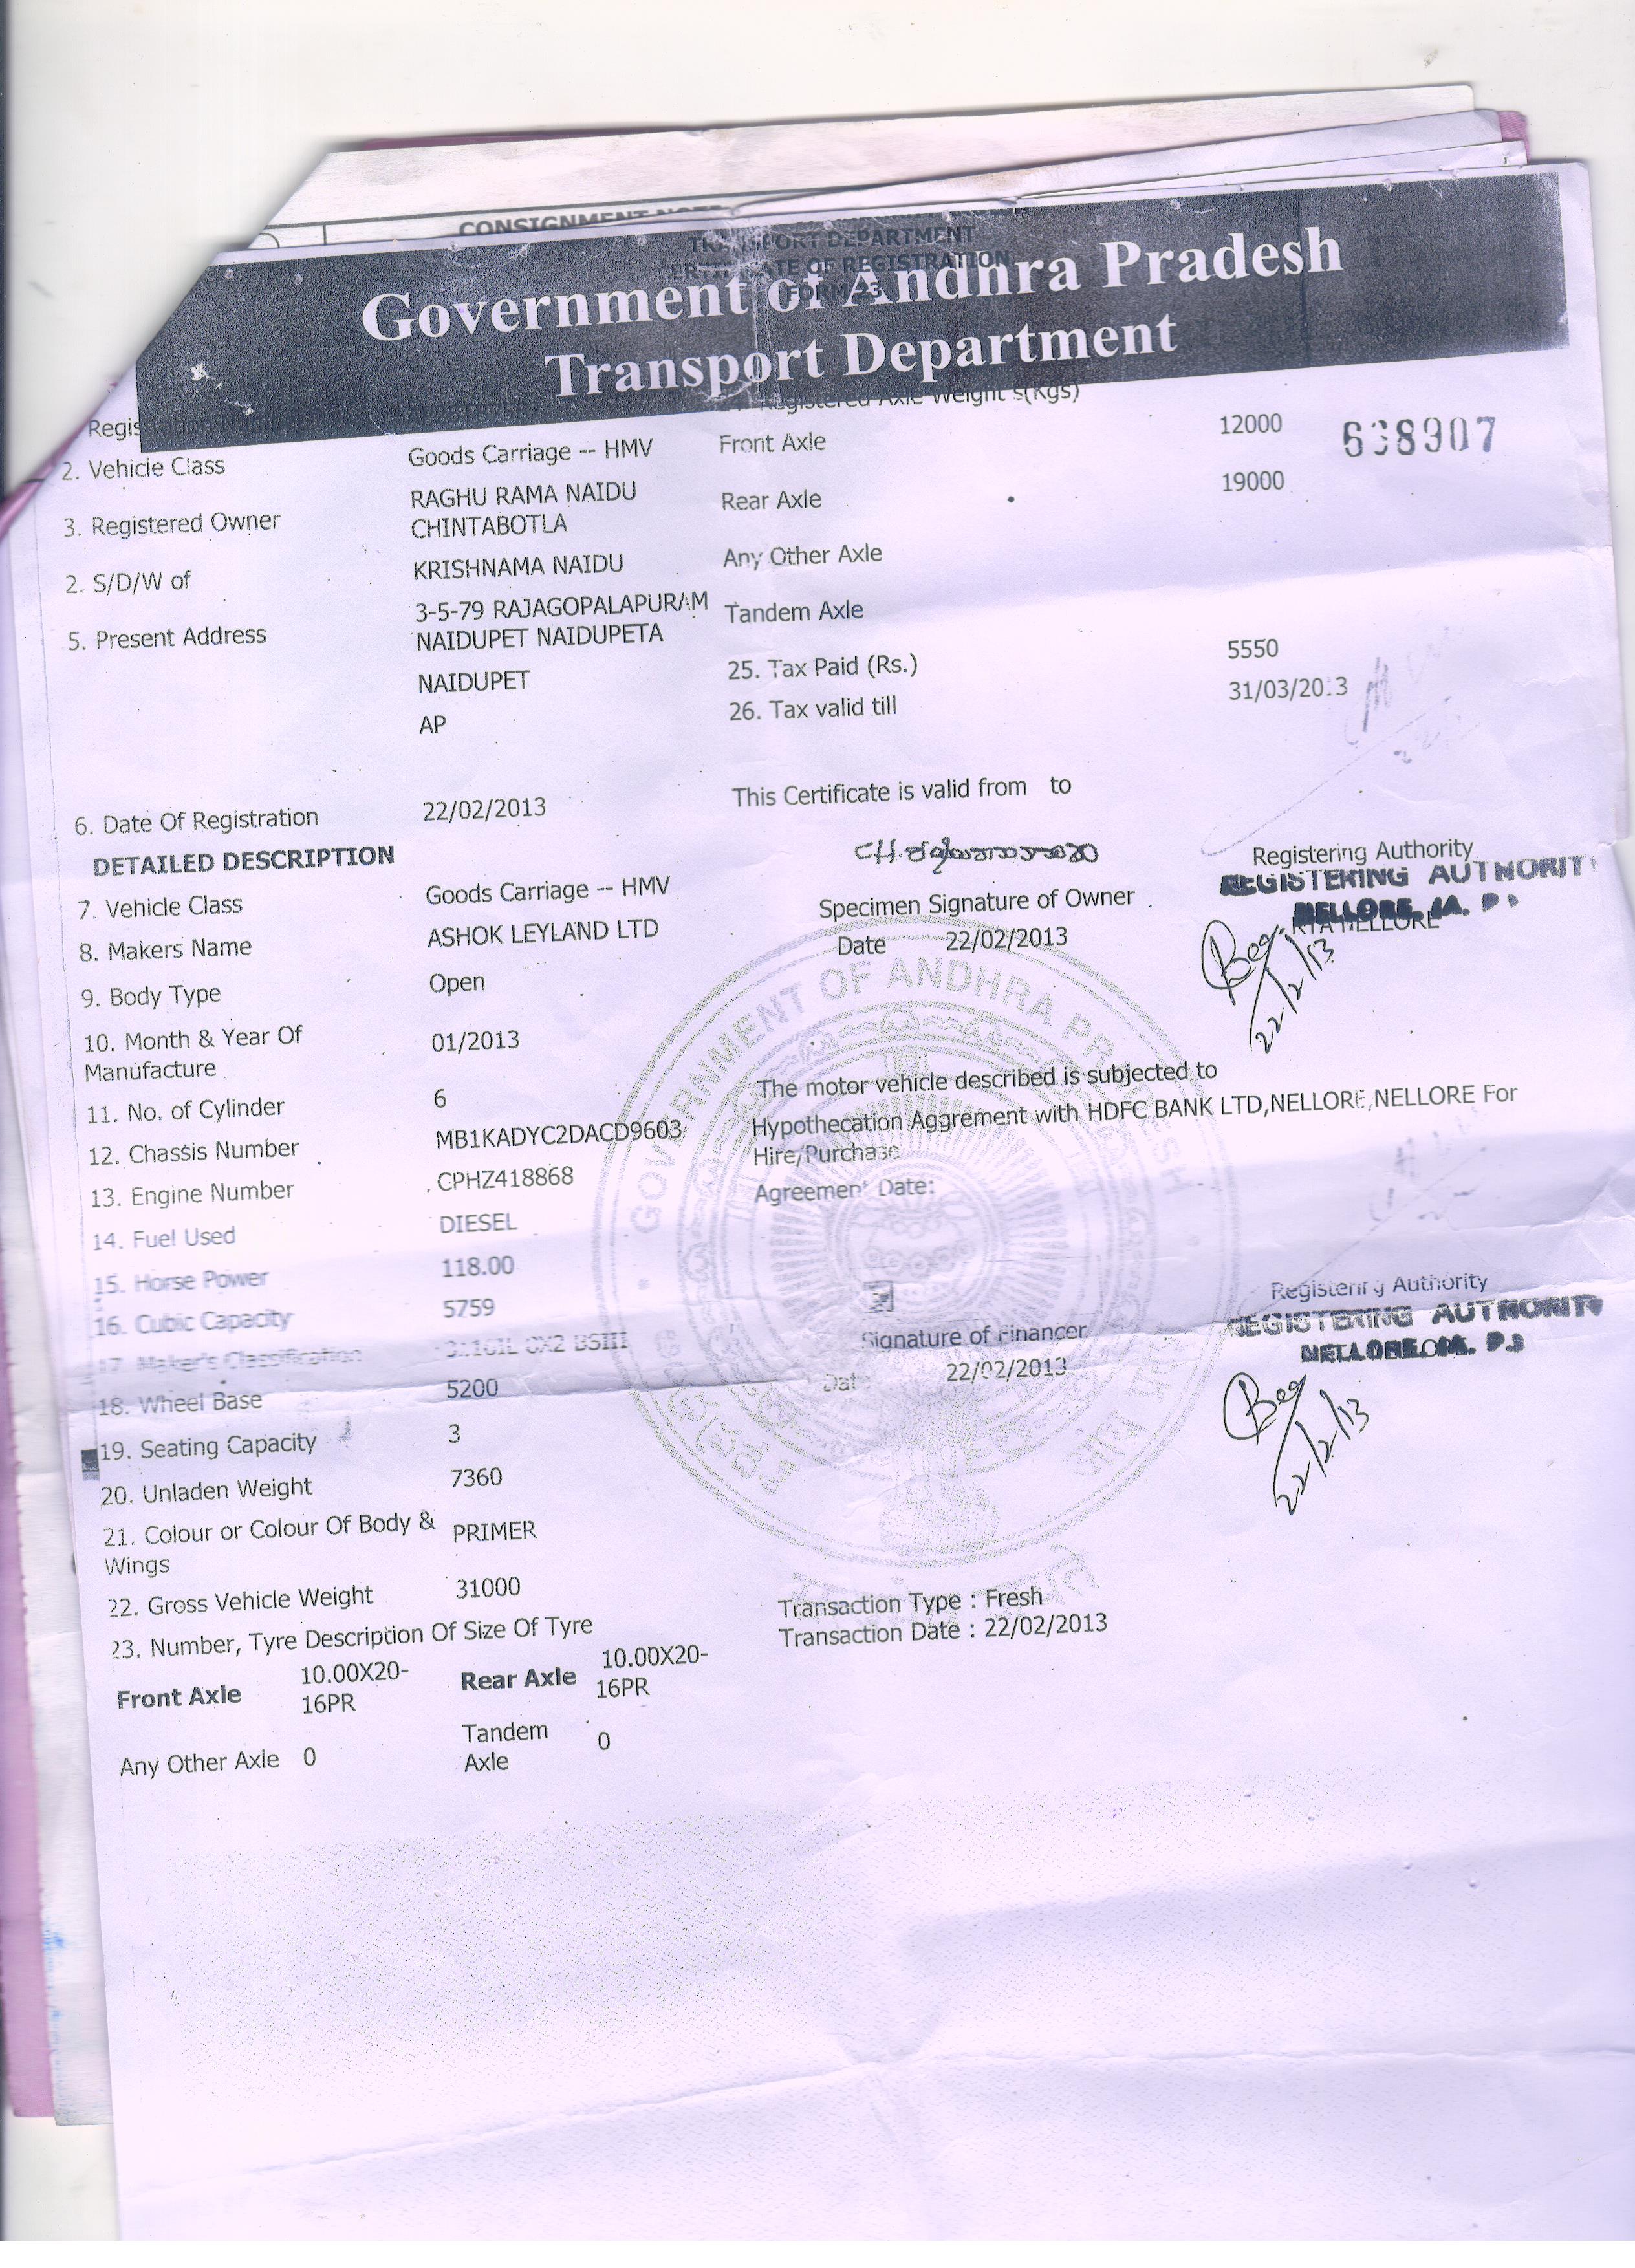 CONSIGNMENT
TRANSPORT DEPARTMENT
CERTIFICATE OF REGISTRATION
FORM 23
Government of Andhra Pradesh
Transport Department
Registration Number
Registered Axle Weight s(Kgs)
2. Vehicle Class Goods Carriage -- HMV Front Axle 12000
3. Registered Owner RAGHU RAMA NAIDU Rear Axle 19000
CHINTABOTLA
2. S/D/W of KRISHNAMA NAIDU Any Other Axle
5. Present Address 3-5-79 RAJAGOPALAPURAM Tandem Axle
NAIDUPET NAIDUPETA
NAIDUPET 25. Tax Paid (Rs.) 5550
AP 26. Tax valid till 31/03/2013
6. Date Of Registration 22/02/2013 This Certificate is valid from to
DETAILED DESCRIPTION
Registering Authority
REGISTERING AUTHORITY
NELLORE (A. P.)
RTA NELLORE
7. Vehicle Class Goods Carriage -- HMV Specimen Signature of Owner
8. Makers Name ASHOK LEYLAND LTD Date 22/02/2013
22/2/13
9. Body Type Open
10. Month & Year Of 01/2013
Manufacture
11. No. of Cylinder 6 The motor vehicle described is subjected to
12. Chassis Number MB1KADYC2DACD9603 Hypothecation Aggrement with HDFC BANK LTD,NELLORE,NELLORE For
Hire/Purchase
13. Engine Number CPHZ418868 Agreement Date:
14. Fuel Used DIESEL
15. Horse Power 118.00
16. Cubic Capacity 5759
Registering Authority
REGISTERING AUTHORITY
NELLORE
17. Maker's Classification BSIII Signature of Financer
18. Wheel Base 5200 Date 22/02/2013
22/2/13
19. Seating Capacity 3
20. Unladen Weight 7360
21. Colour or Colour Of Body & PRIMER
Wings
22. Gross Vehicle Weight 31000 Transaction Type : Fresh
23. Number, Tyre Description Of Size Of Tyre Transaction Date : 22/02/2013
Front Axle 10.00X20- Rear Axle 10.00X20-
16PR 16PR
Any Other Axle 0 Tandem 0
Axle
GOVERNMENT OF ANDHRA PRADESH